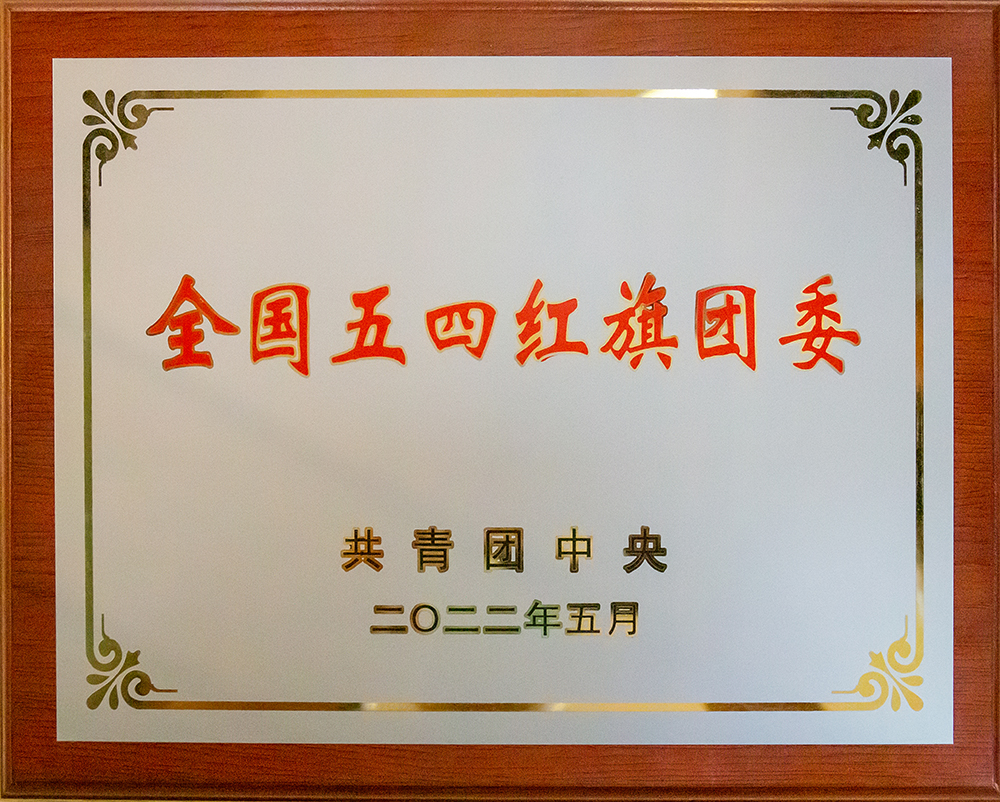 全国五四红旗团委
共青团中央
二〇二二年五月